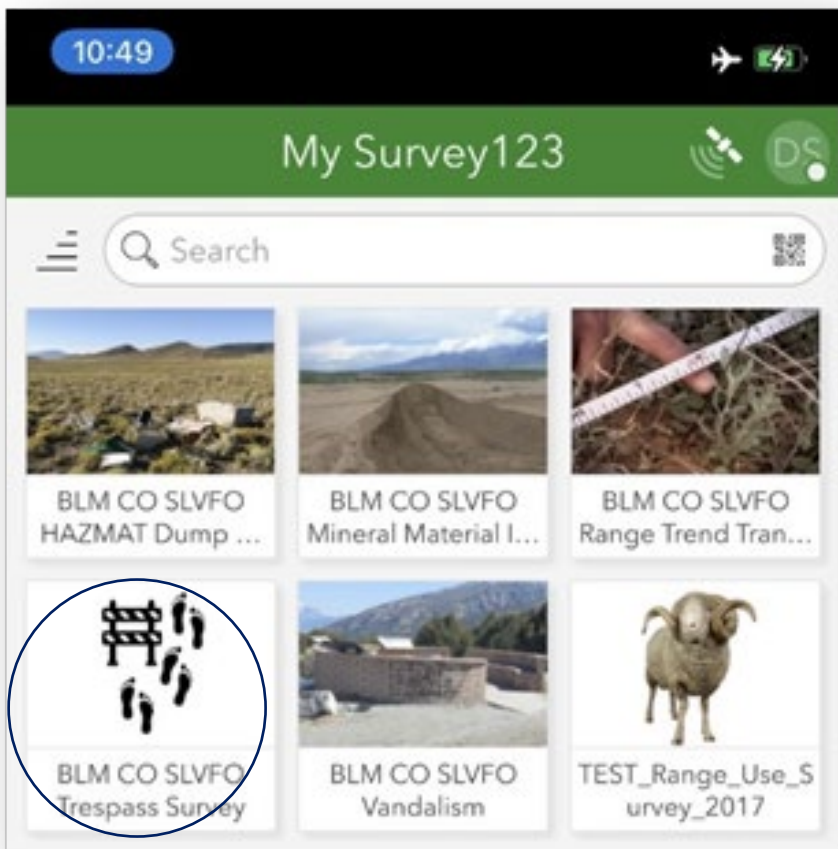 10:49
My Survey123
DS
Search
BLM CO SLVFO
HAZMAT Dump ...
BLM CO SLVFO
Mineral Material I...
BLM CO SLVFO
Range Trend Tran...
BLM CO SLVFO
Trespass Survey
BLM CO SLVFO
Vandalism
TEST_Range_Use_S
urvey_2017